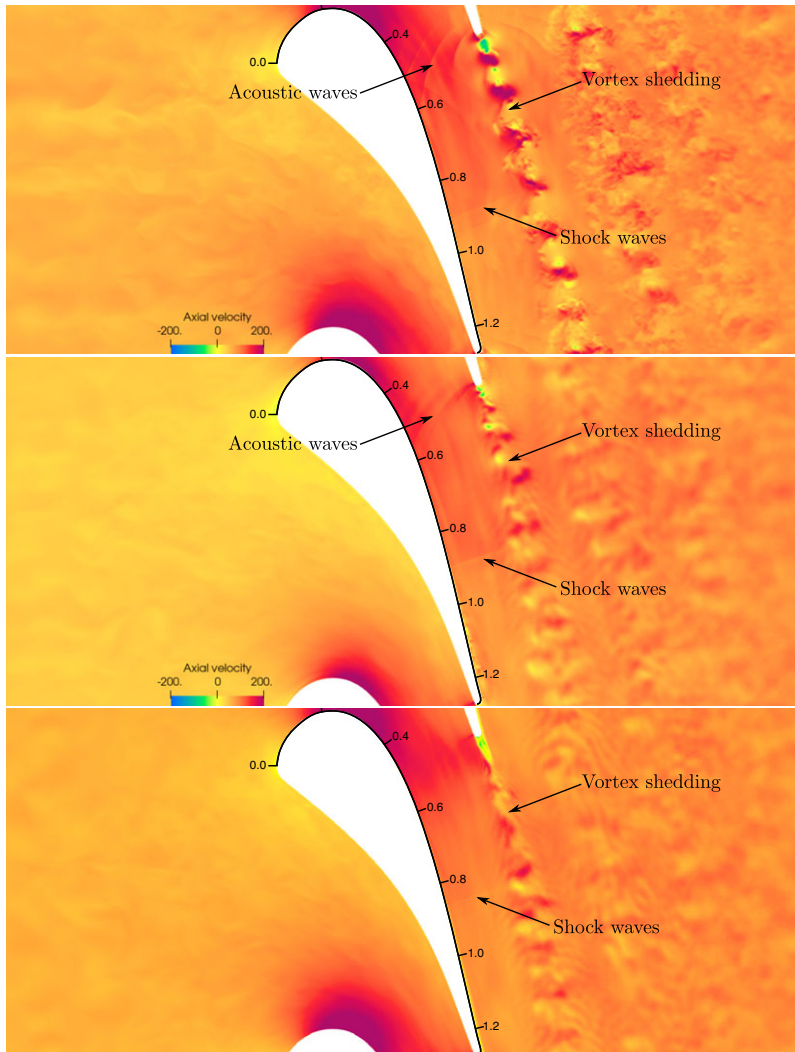 0.4
0.0
Acoustic waves
Vortex shedding
0.6
0.8
Shock waves
1.0
Axial velocity
-200. 0 200.
1.2
0.4
0.0
Acoustic waves
Vortex shedding
0.6
0.8
Shock waves
1.0
Axial velocity
-200. 0 200.
1.2
0.4
0.0
Vortex shedding
0.6
0.8
Shock waves
1.0
1.2